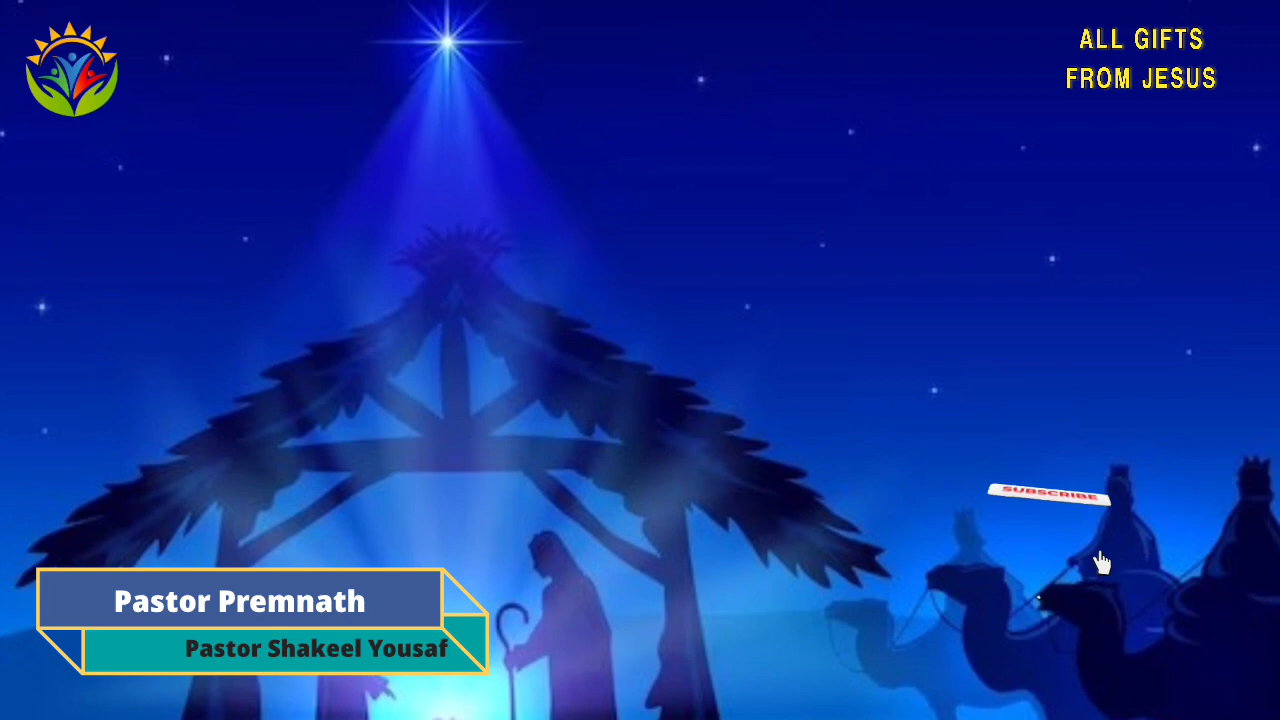 ALL GIFTS
FROM JESUS
SUBSCRIBE
Pastor Premnath
Pastor Shakeel Yousaf